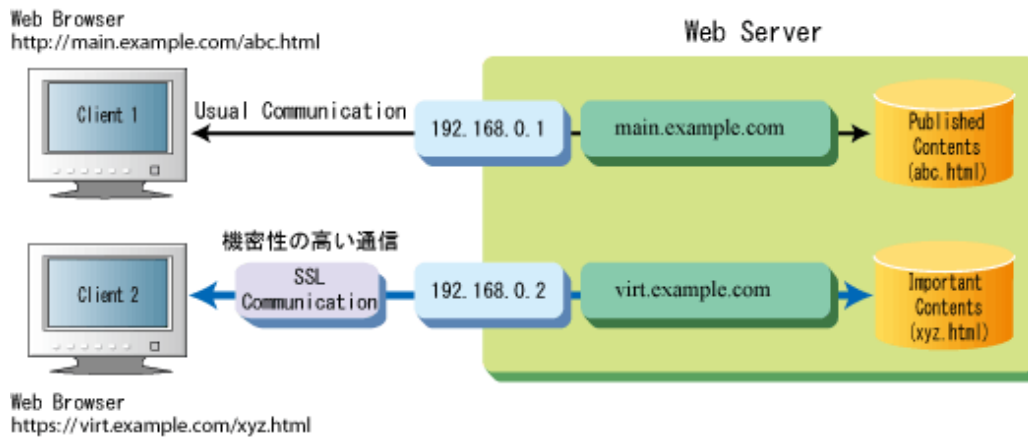 Web Browser
http://main.example.com/abc.html
Web Server
Client 1
Usual Communication
192.168.0.1
main.example.com
Published
Contents
(abc.html)
機密性の高い通信
Client 2
SSL
Communication
192.168.0.2
virt.example.com
Important
Contents
(xyz.html)
Web Browser
https://virt.example.com/xyz.html